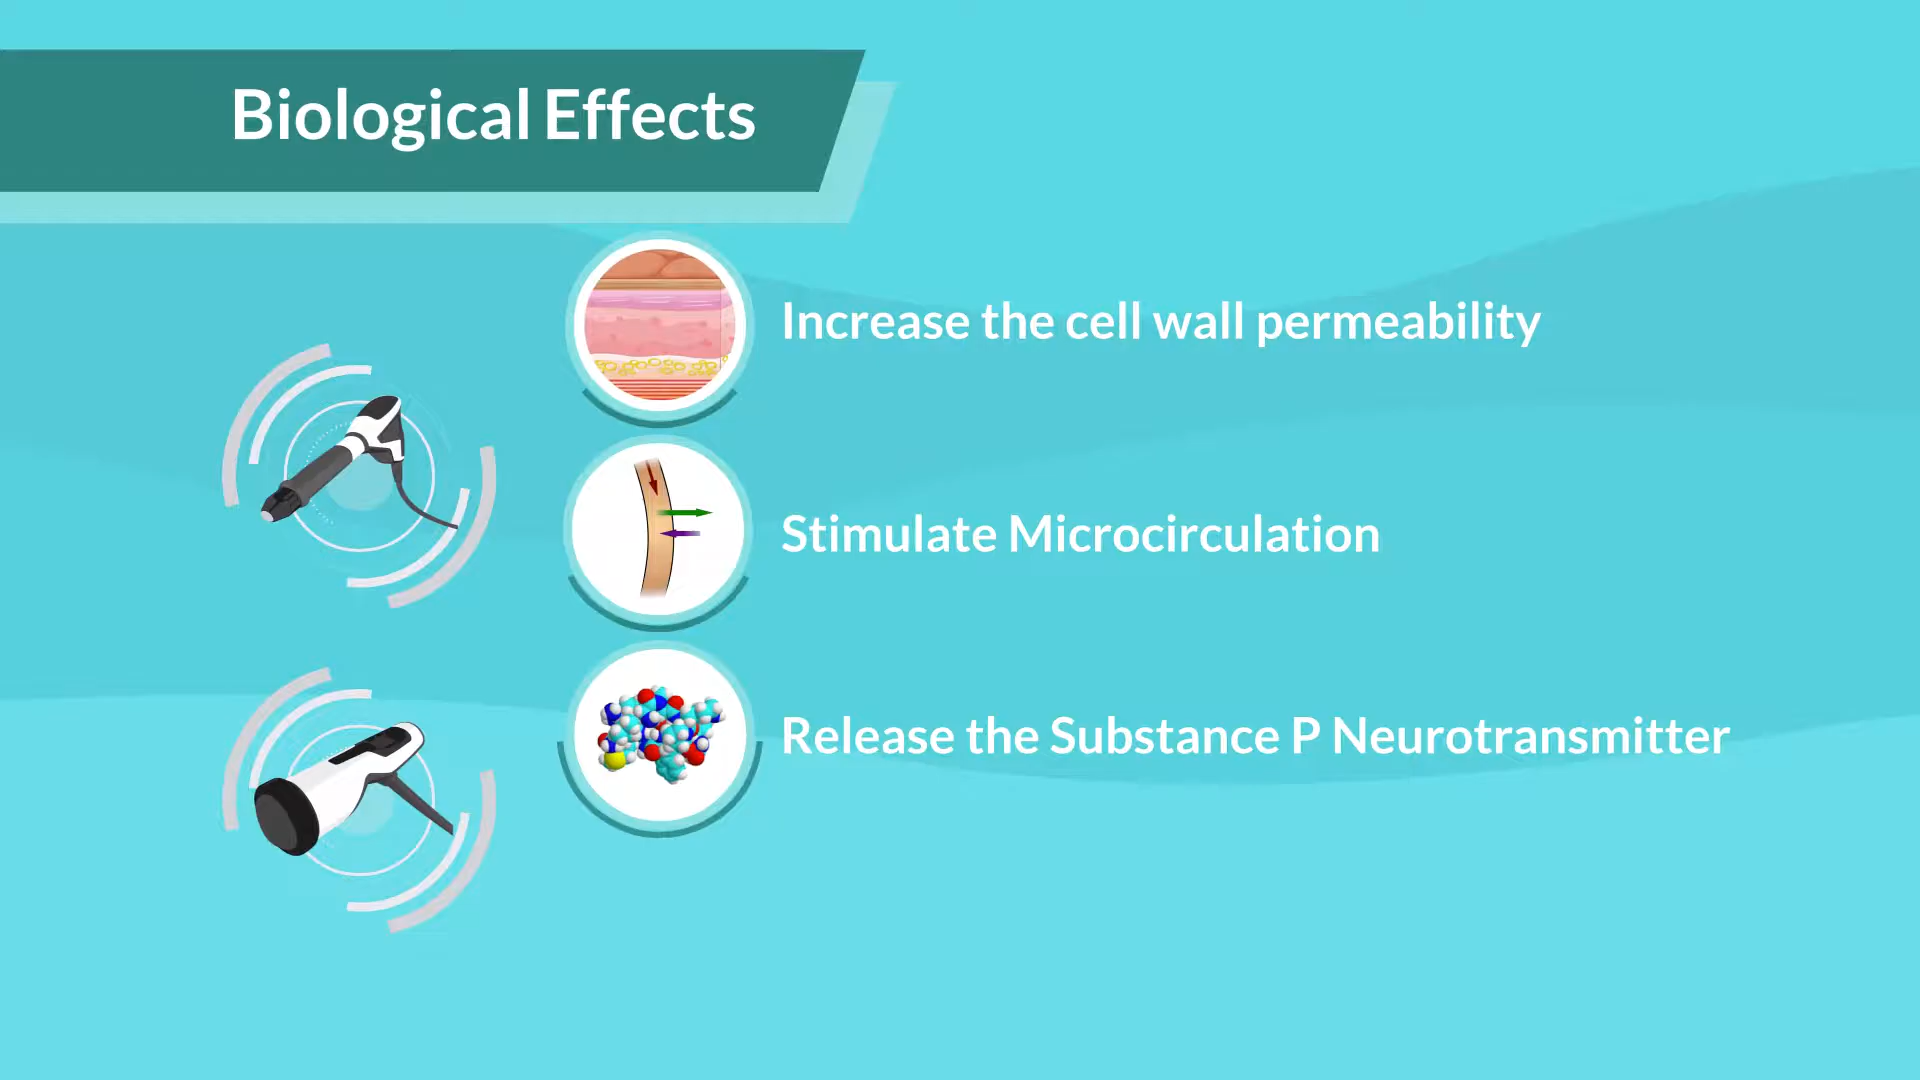 Biological Effects
Increase the cell wall permeability
Stimulate Microcirculation
Release the Substance P Neurotransmitter